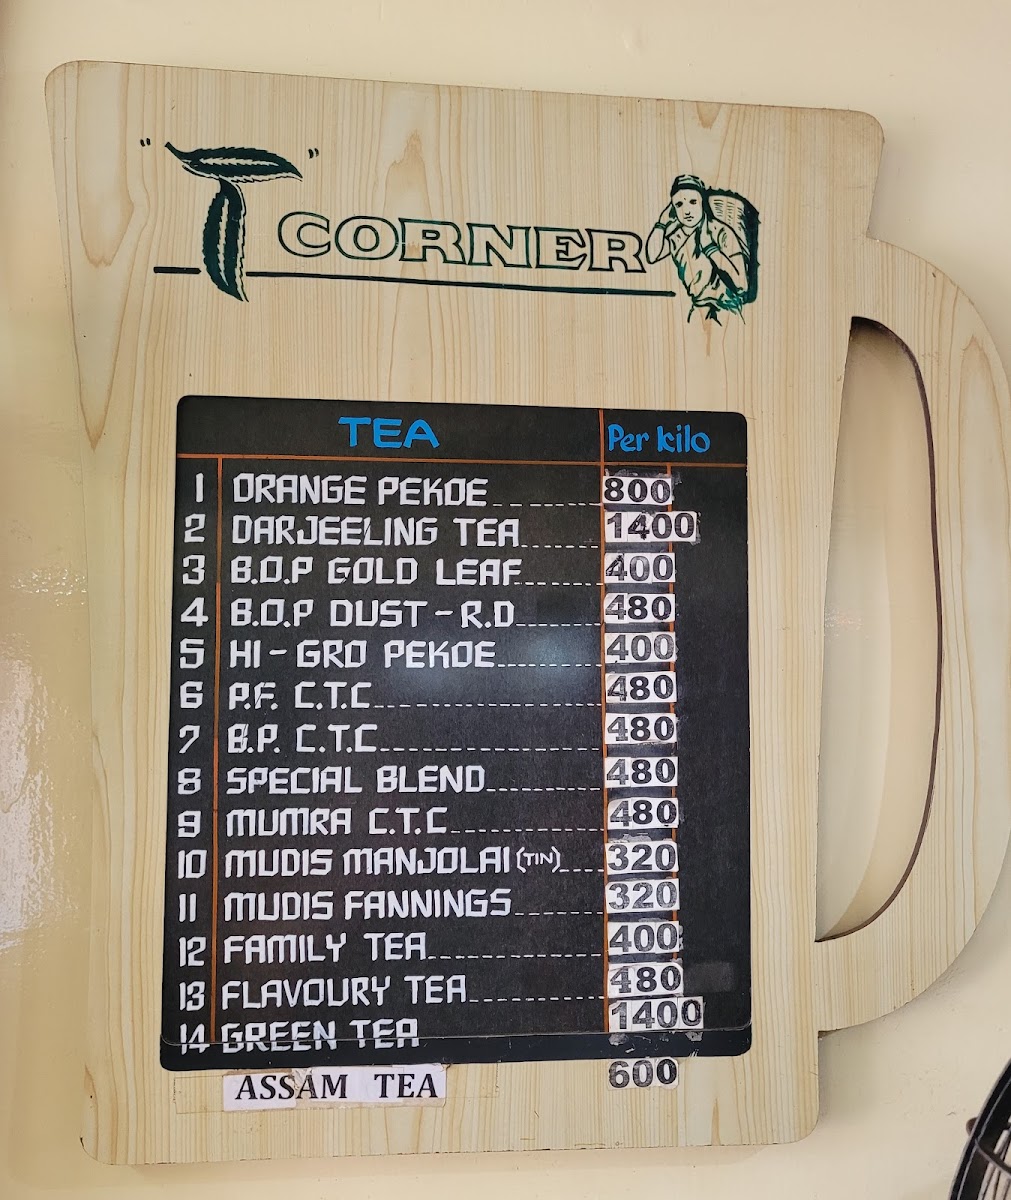 "T" CORNER
TEA Per kilo
1 ORANGE PEKOE 800
2 DARJEELING TEA 1400
3 B.O.P GOLD LEAF 400
4 B.O.P DUST - R.D 480
5 HI - GRO PEKOE 400
6 P.F. C.T.C 480
7 B.P. C.T.C 480
8 SPECIAL BLEND 480
9 MUMRA C.T.C 480
10 MUDIS MANJOLAI (TIN) 320
11 MUDIS FANNINGS 320
12 FAMILY TEA 400
13 FLAVOURY TEA 480
14 GREEN TEA 1400
ASSAM TEA 600